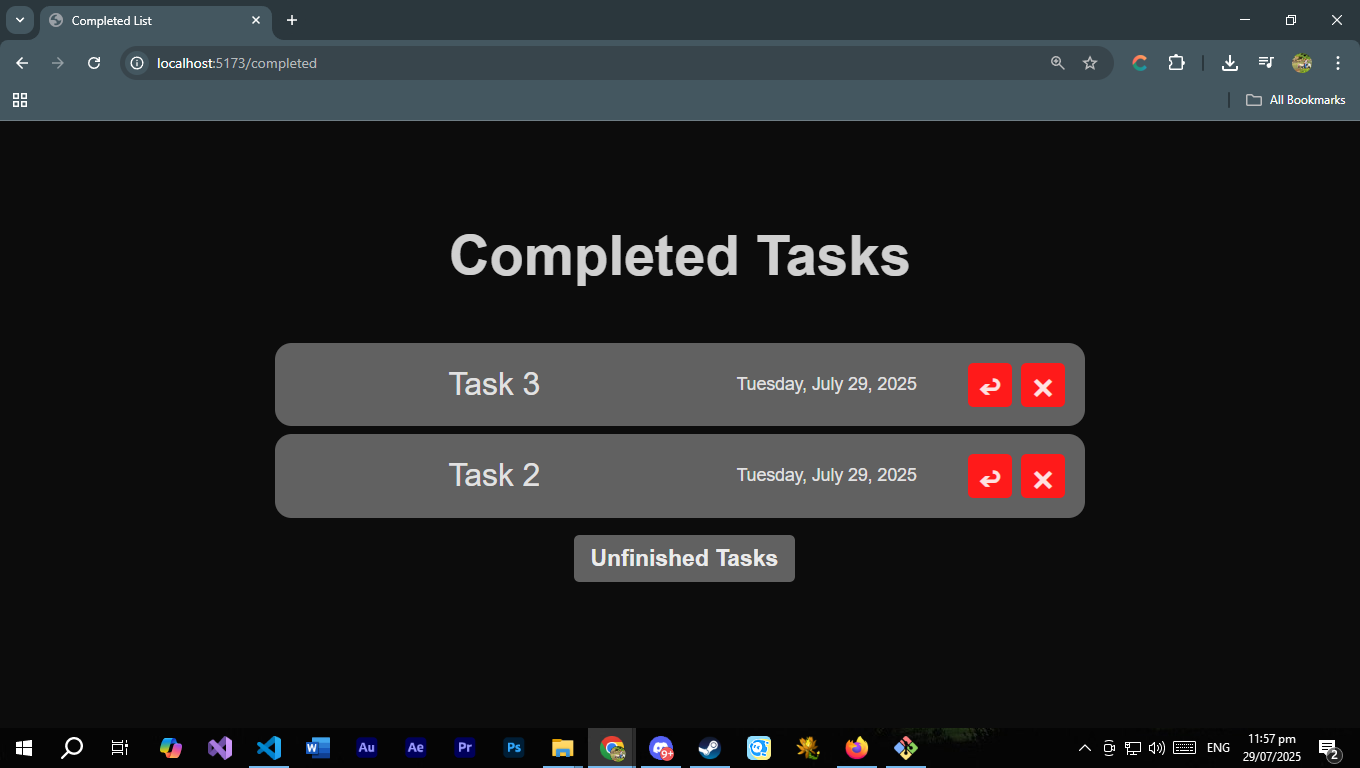 Completed List
localhost:5173/completed
All Bookmarks
Completed Tasks
Task 3 Tuesday, July 29, 2025
Task 2 Tuesday, July 29, 2025
Unfinished Tasks
W Au Ae Pr Ps 9+ ENG 11:57 pm
29/07/2025 2